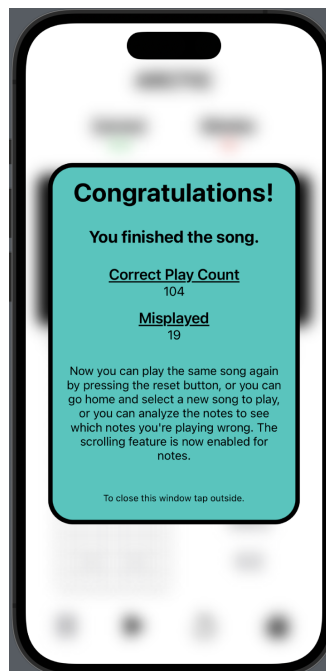 Congratulations!
You finished the song.
Correct Play Count
104
Misplayed
19
Now you can play the same song again
by pressing the reset button, or you can
go home and select a new song to play,
or you can analyze the notes to see
which notes you're playing wrong. The
scrolling feature is now enabled for
notes.
To close this window tap outside.